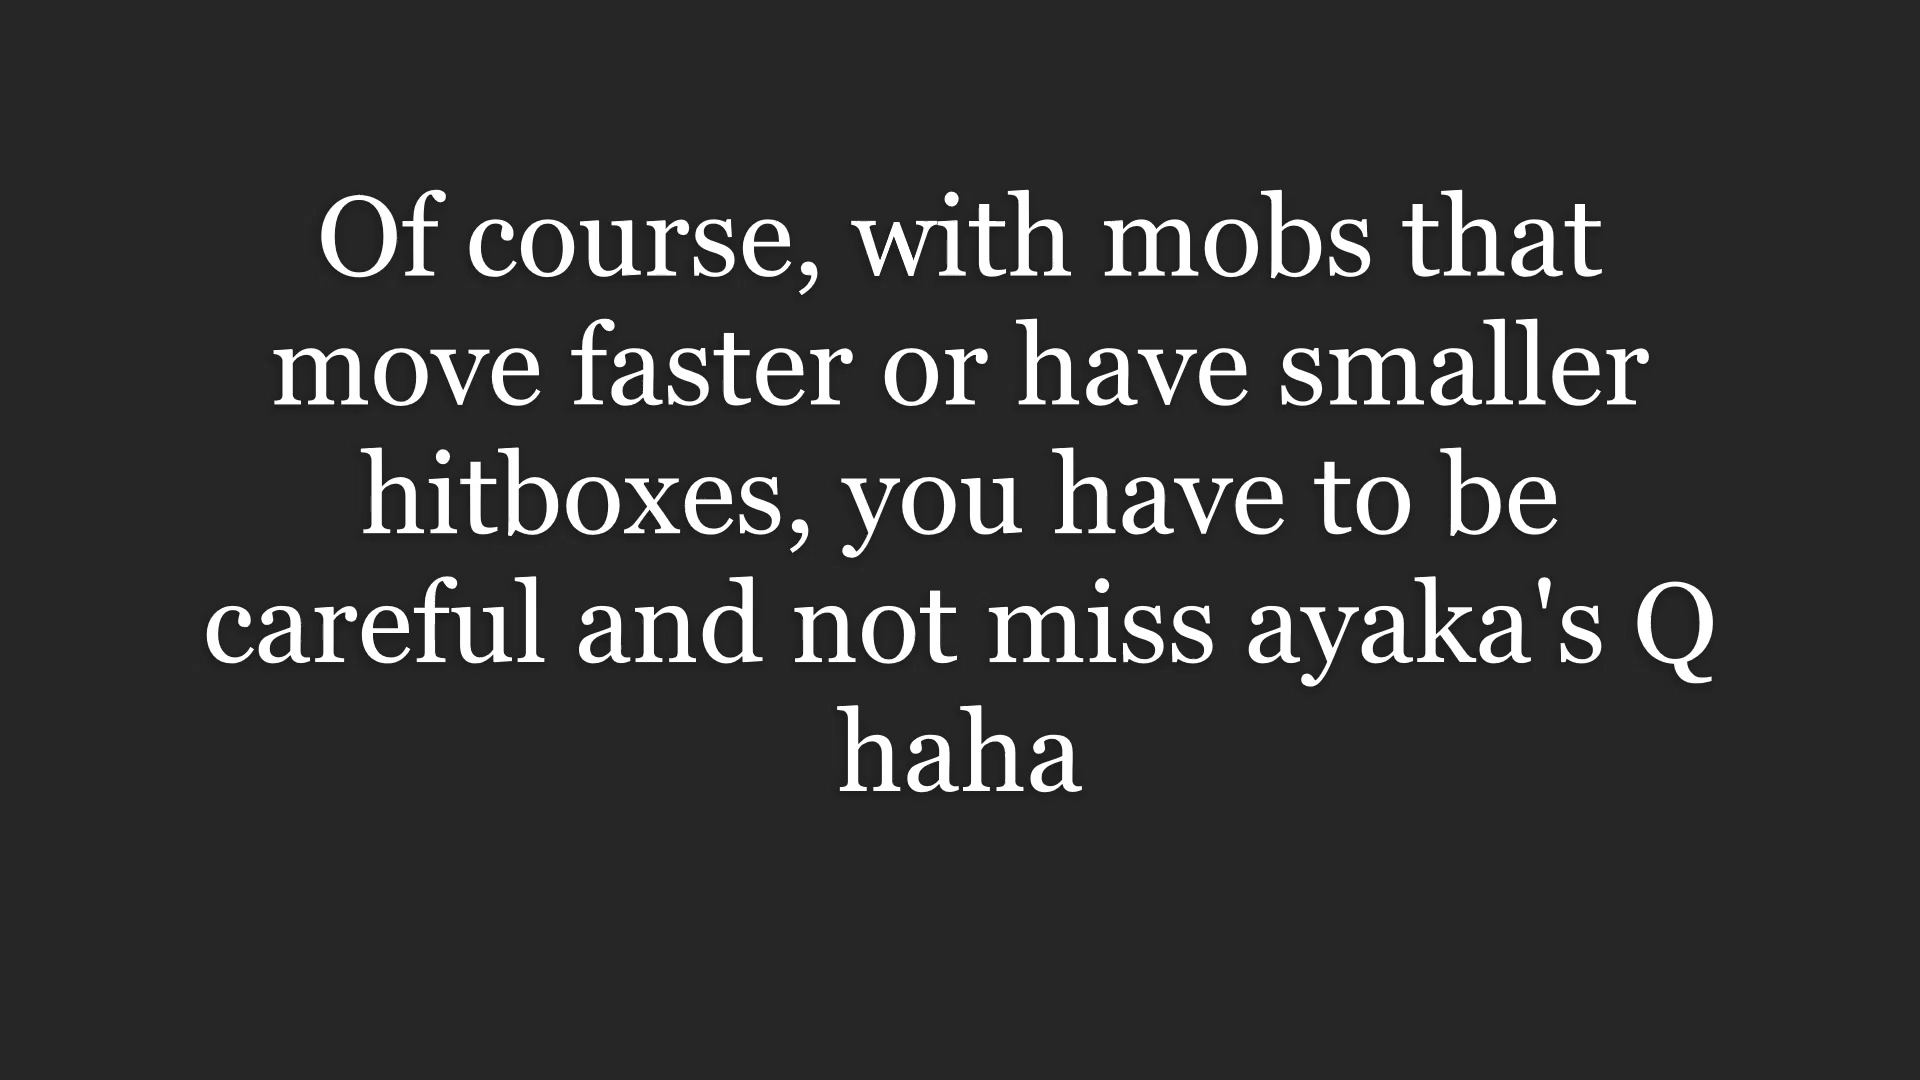 Of course, with mobs that
move faster or have smaller
hitboxes, you have to be
careful and not miss ayaka's Q
haha